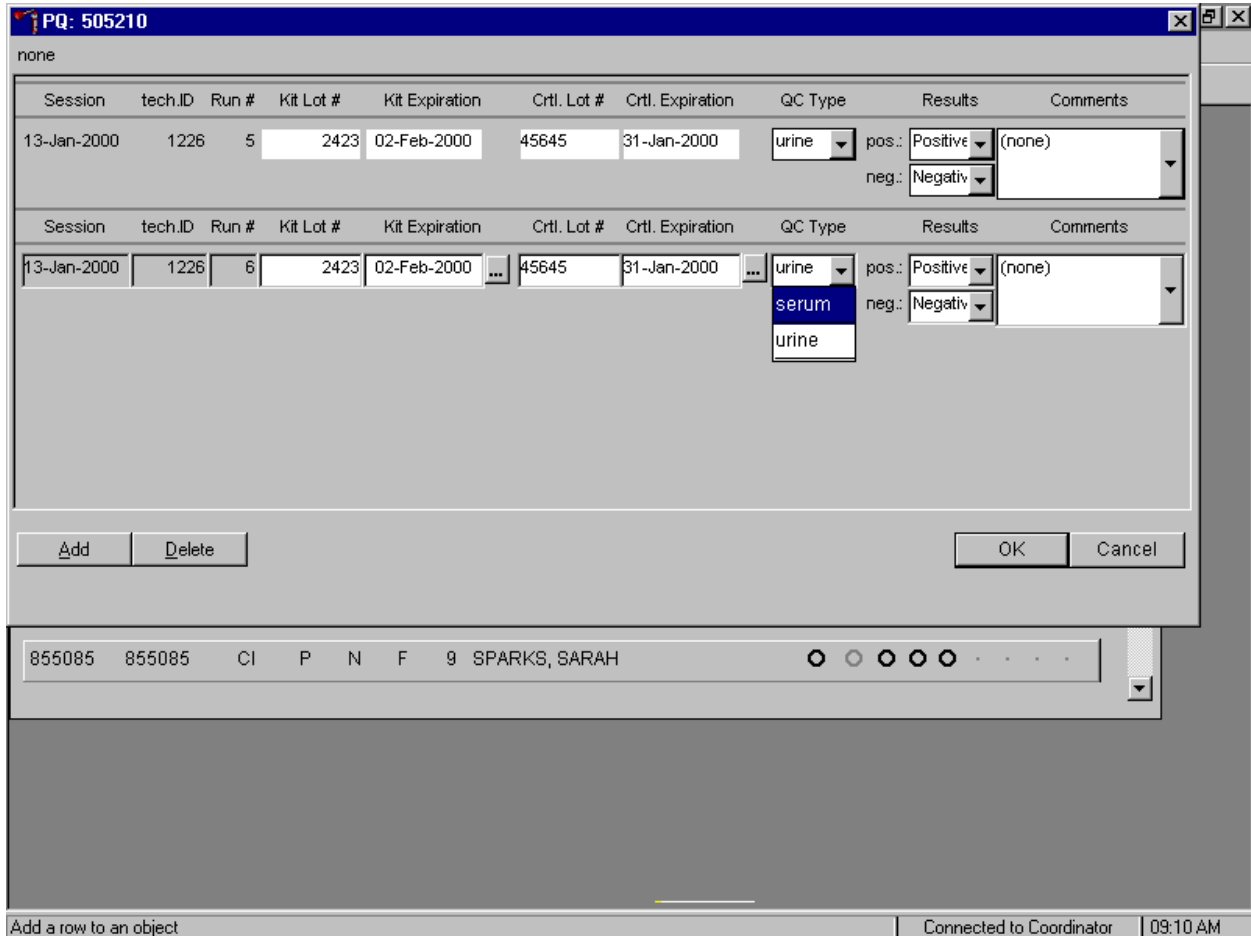 PQ: 505210
none
Session tech.ID Run # Kit Lot # Kit Expiration Crtl. Lot # Crtl. Expiration QC Type Results Comments
13-Jan-2000 1226 5 2423 02-Feb-2000 45645 31-Jan-2000 urine pos.: Positive (none)
neg.: Negativ
Session tech.ID Run # Kit Lot # Kit Expiration Crtl. Lot # Crtl. Expiration QC Type Results Comments
13-Jan-2000 1226 6 2423 02-Feb-2000 ... 45645 31-Jan-2000 ... urine pos.: Positive (none)
serum neg.: Negativ
urine
Add Delete OK Cancel
855085 855085 CI P N F 9 SPARKS, SARAH
Add a row to an object Connected to Coordinator 09:10 AM